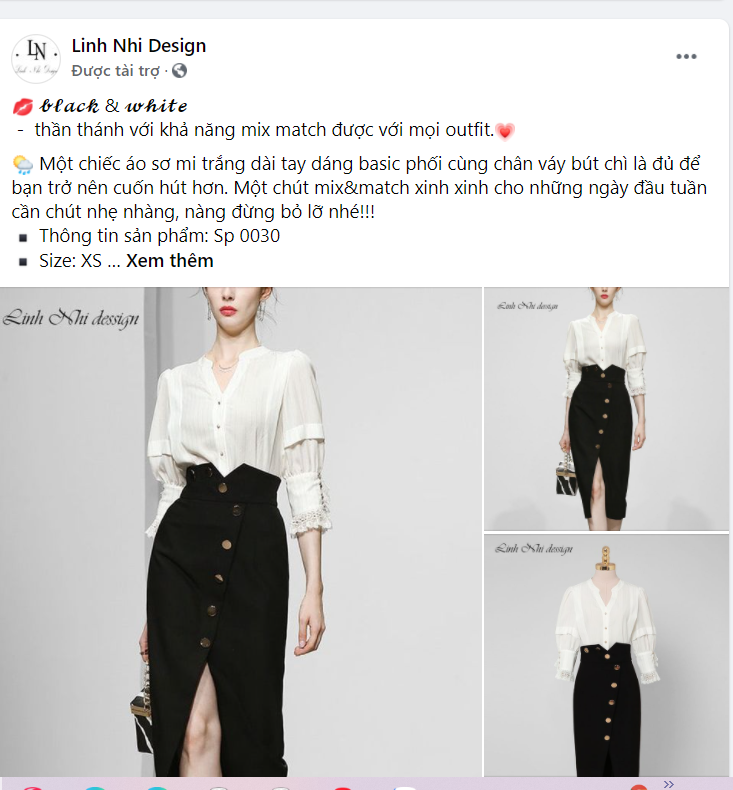 LN
Linh Nhi Design
Linh Nhi Design
Được tài trợ ·
💋 𝓫𝓵𝓪𝓬𝓴 & 𝔀𝓱𝓲𝓽𝓮
- thần thánh với khả năng mix match được với mọi outfit.💗
🌦 Một chiếc áo sơ mi trắng dài tay dáng basic phối cùng chân váy bút chì là đủ để
bạn trở nên cuốn hút hơn. Một chút mix&match xinh xinh cho những ngày đầu tuần
cần chút nhẹ nhàng, nàng đừng bỏ lỡ nhé!!!
▪ Thông tin sản phẩm: Sp 0030
▪ Size: XS ... Xem thêm
Linh Nhi dessign
Linh Nhi dessign
Linh Nhi dessign